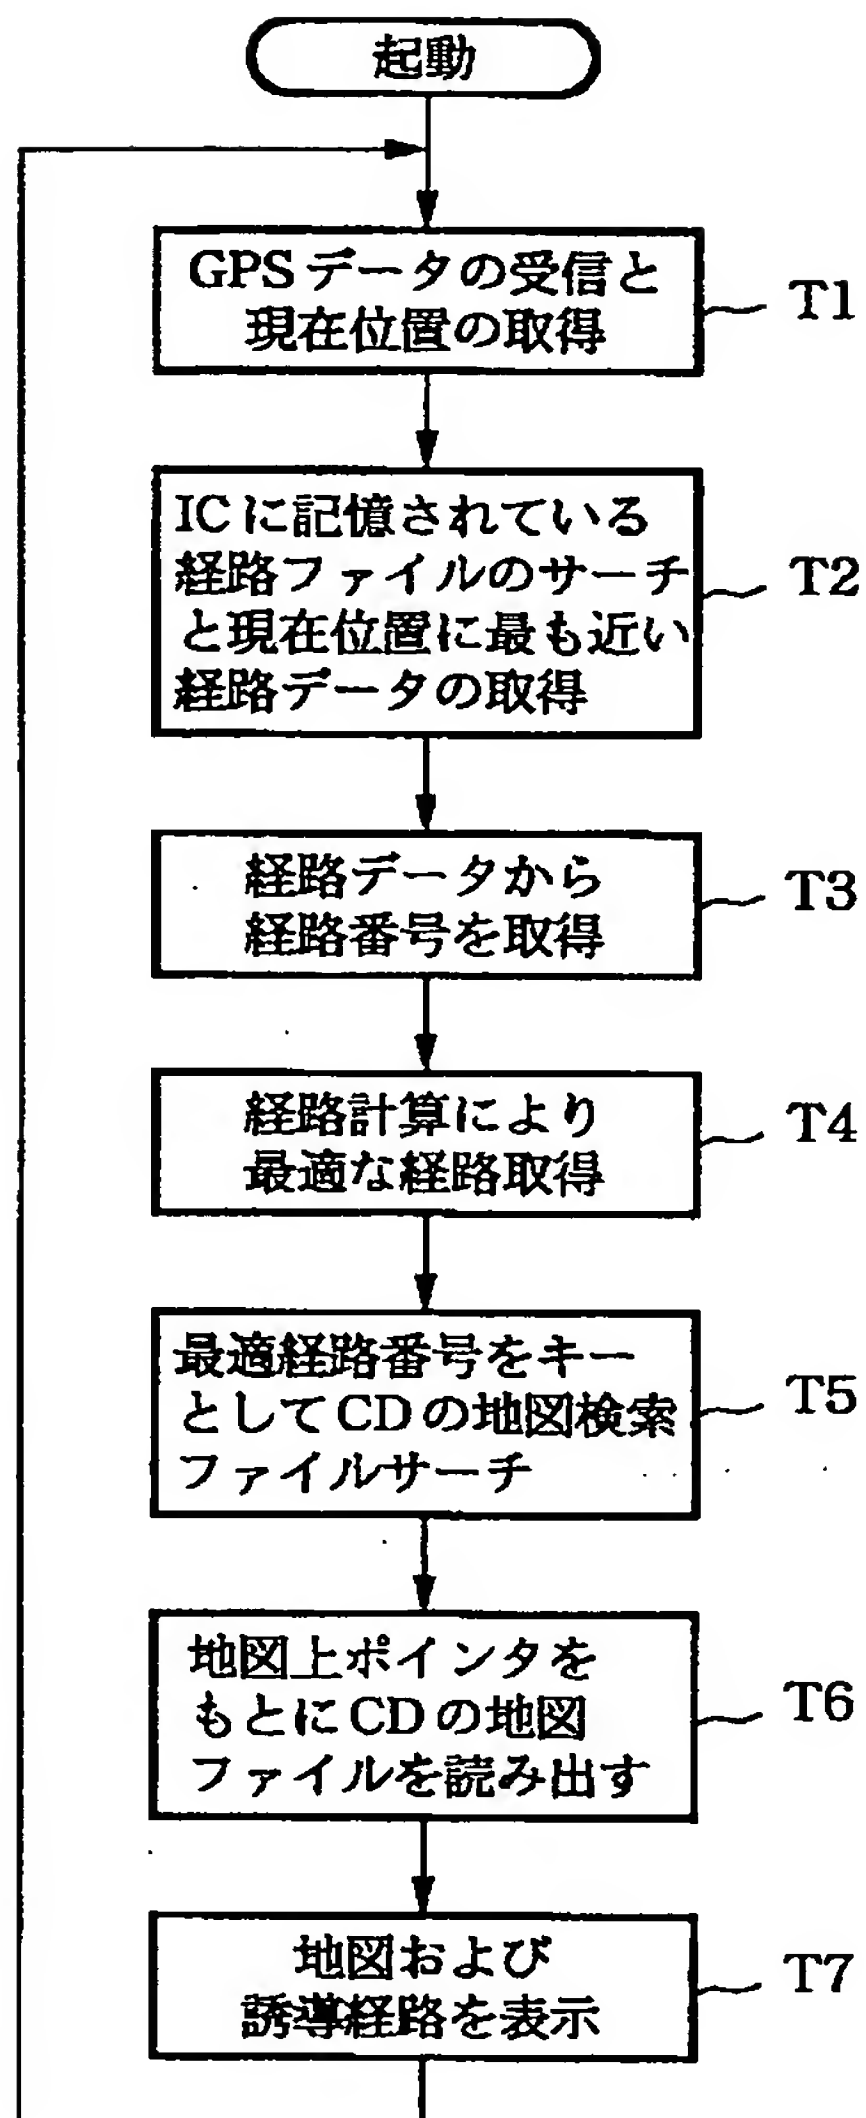 起動
GPSデータの受信と
現在位置の取得
T1
ICに記憶されている
経路ファイルのサーチ
と現在位置に最も近い
経路データの取得
T2
経路データから
経路番号を取得
T3
経路計算により
最適な経路取得
T4
最適経路番号をキー
としてCDの地図検索
ファイルサーチ
T5
地図上ポインタを
もとにCDの地図
ファイルを読み出す
T6
地図および
誘導経路を表示
T7